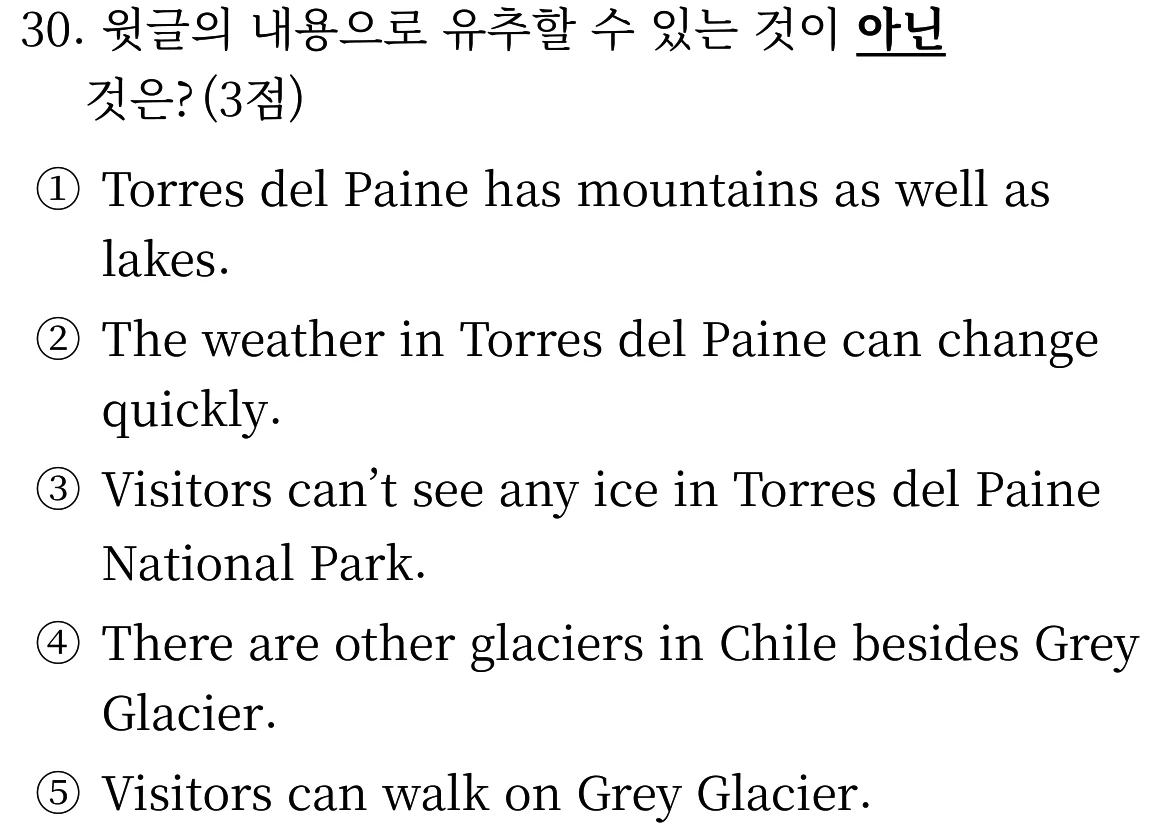 30. 윗글의 내용으로 유추할 수 있는 것이 아닌
것은?(3점)
① Torres del Paine has mountains as well as
lakes.
② The weather in Torres del Paine can change
quickly.
③ Visitors can’t see any ice in Torres del Paine
National Park.
④ There are other glaciers in Chile besides Grey
Glacier.
⑤ Visitors can walk on Grey Glacier.